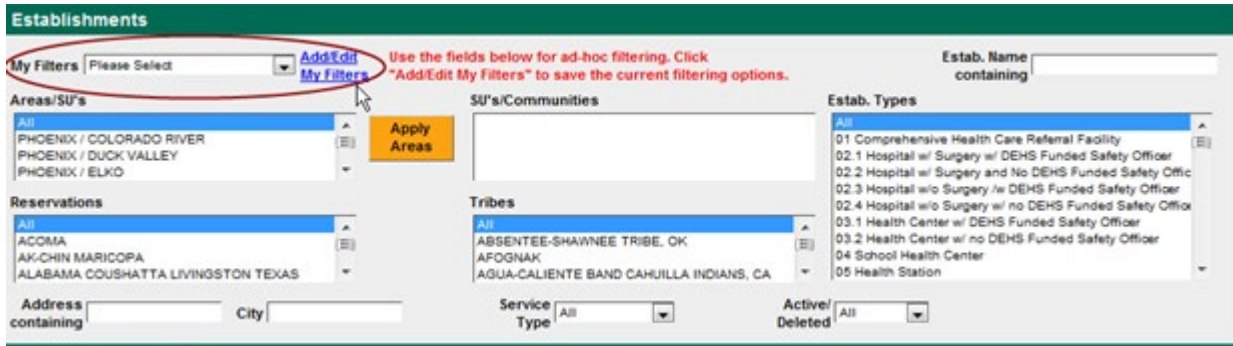 Establishments
My Filters Please Select
Add/Edit
My Filters
Use the fields below for ad-hoc filtering. Click
"Add/Edit My Filters" to save the current filtering options.
Estab. Name
containing
Areas/SU's
All
PHOENIX / COLORADO RIVER
PHOENIX / DUCK VALLEY
PHOENIX / ELKO
Apply
Areas
SU's/Communities
Estab. Types
All
01 Comprehensive Health Care Referral Facility
02.1 Hospital w/ Surgery w/ DEHS Funded Safety Officer
02.2 Hospital w/ Surgery and No DEHS Funded Safety Offic
02.3 Hospital w/o Surgery /w DEHS Funded Safety Officer
02.4 Hospital w/o Surgery w/ no DEHS Funded Safety Office
03.1 Health Center w/ DEHS Funded Safety Officer
03.2 Health Center w/ no DEHS Funded Safety Officer
04 School Health Center
05 Health Station
Reservations
All
ACOMA
AK-CHIN MARICOPA
ALABAMA COUSHATTA LIVINGSTON TEXAS
Tribes
All
ABSENTEE-SHAWNEE TRIBE, OK
AFOGNAK
AGUA-CALIENTE BAND CAHUILLA INDIANS, CA
Address
containing
City
Service
Type
All
Active/
Deleted
All